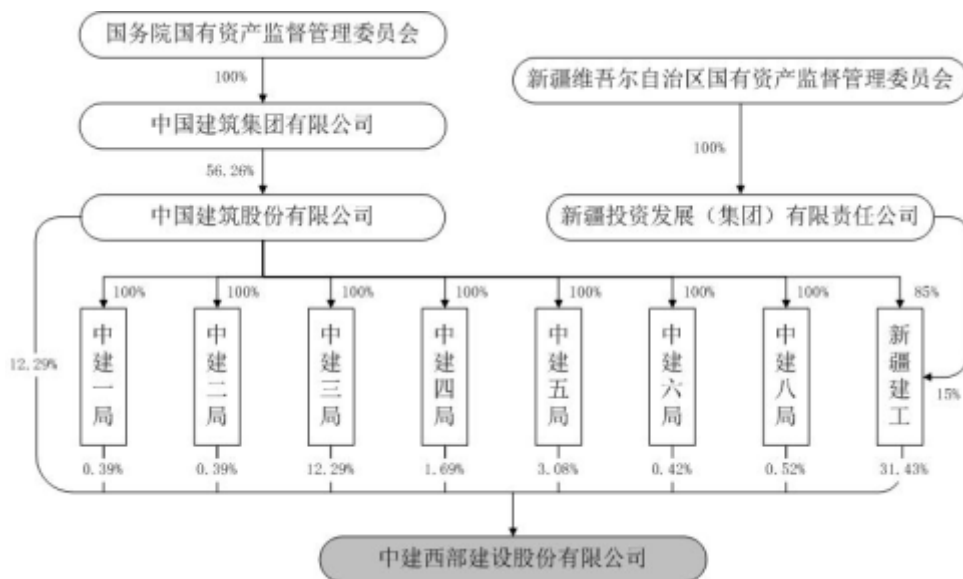 国务院国有资产监督管理委员会
新疆维吾尔自治区国有资产监督管理委员会
100%
中国建筑集团有限公司
100%
56.26%
中国建筑股份有限公司
新疆投资发展（集团）有限责任公司
100%
100%
100%
100%
100%
100%
100%
85%
12.29%
中建一局
中建二局
中建三局
中建四局
中建五局
中建六局
中建八局
新疆建工
15%
0.39%
0.39%
12.29%
1.69%
3.08%
0.42%
0.52%
31.43%
中建西部建设股份有限公司